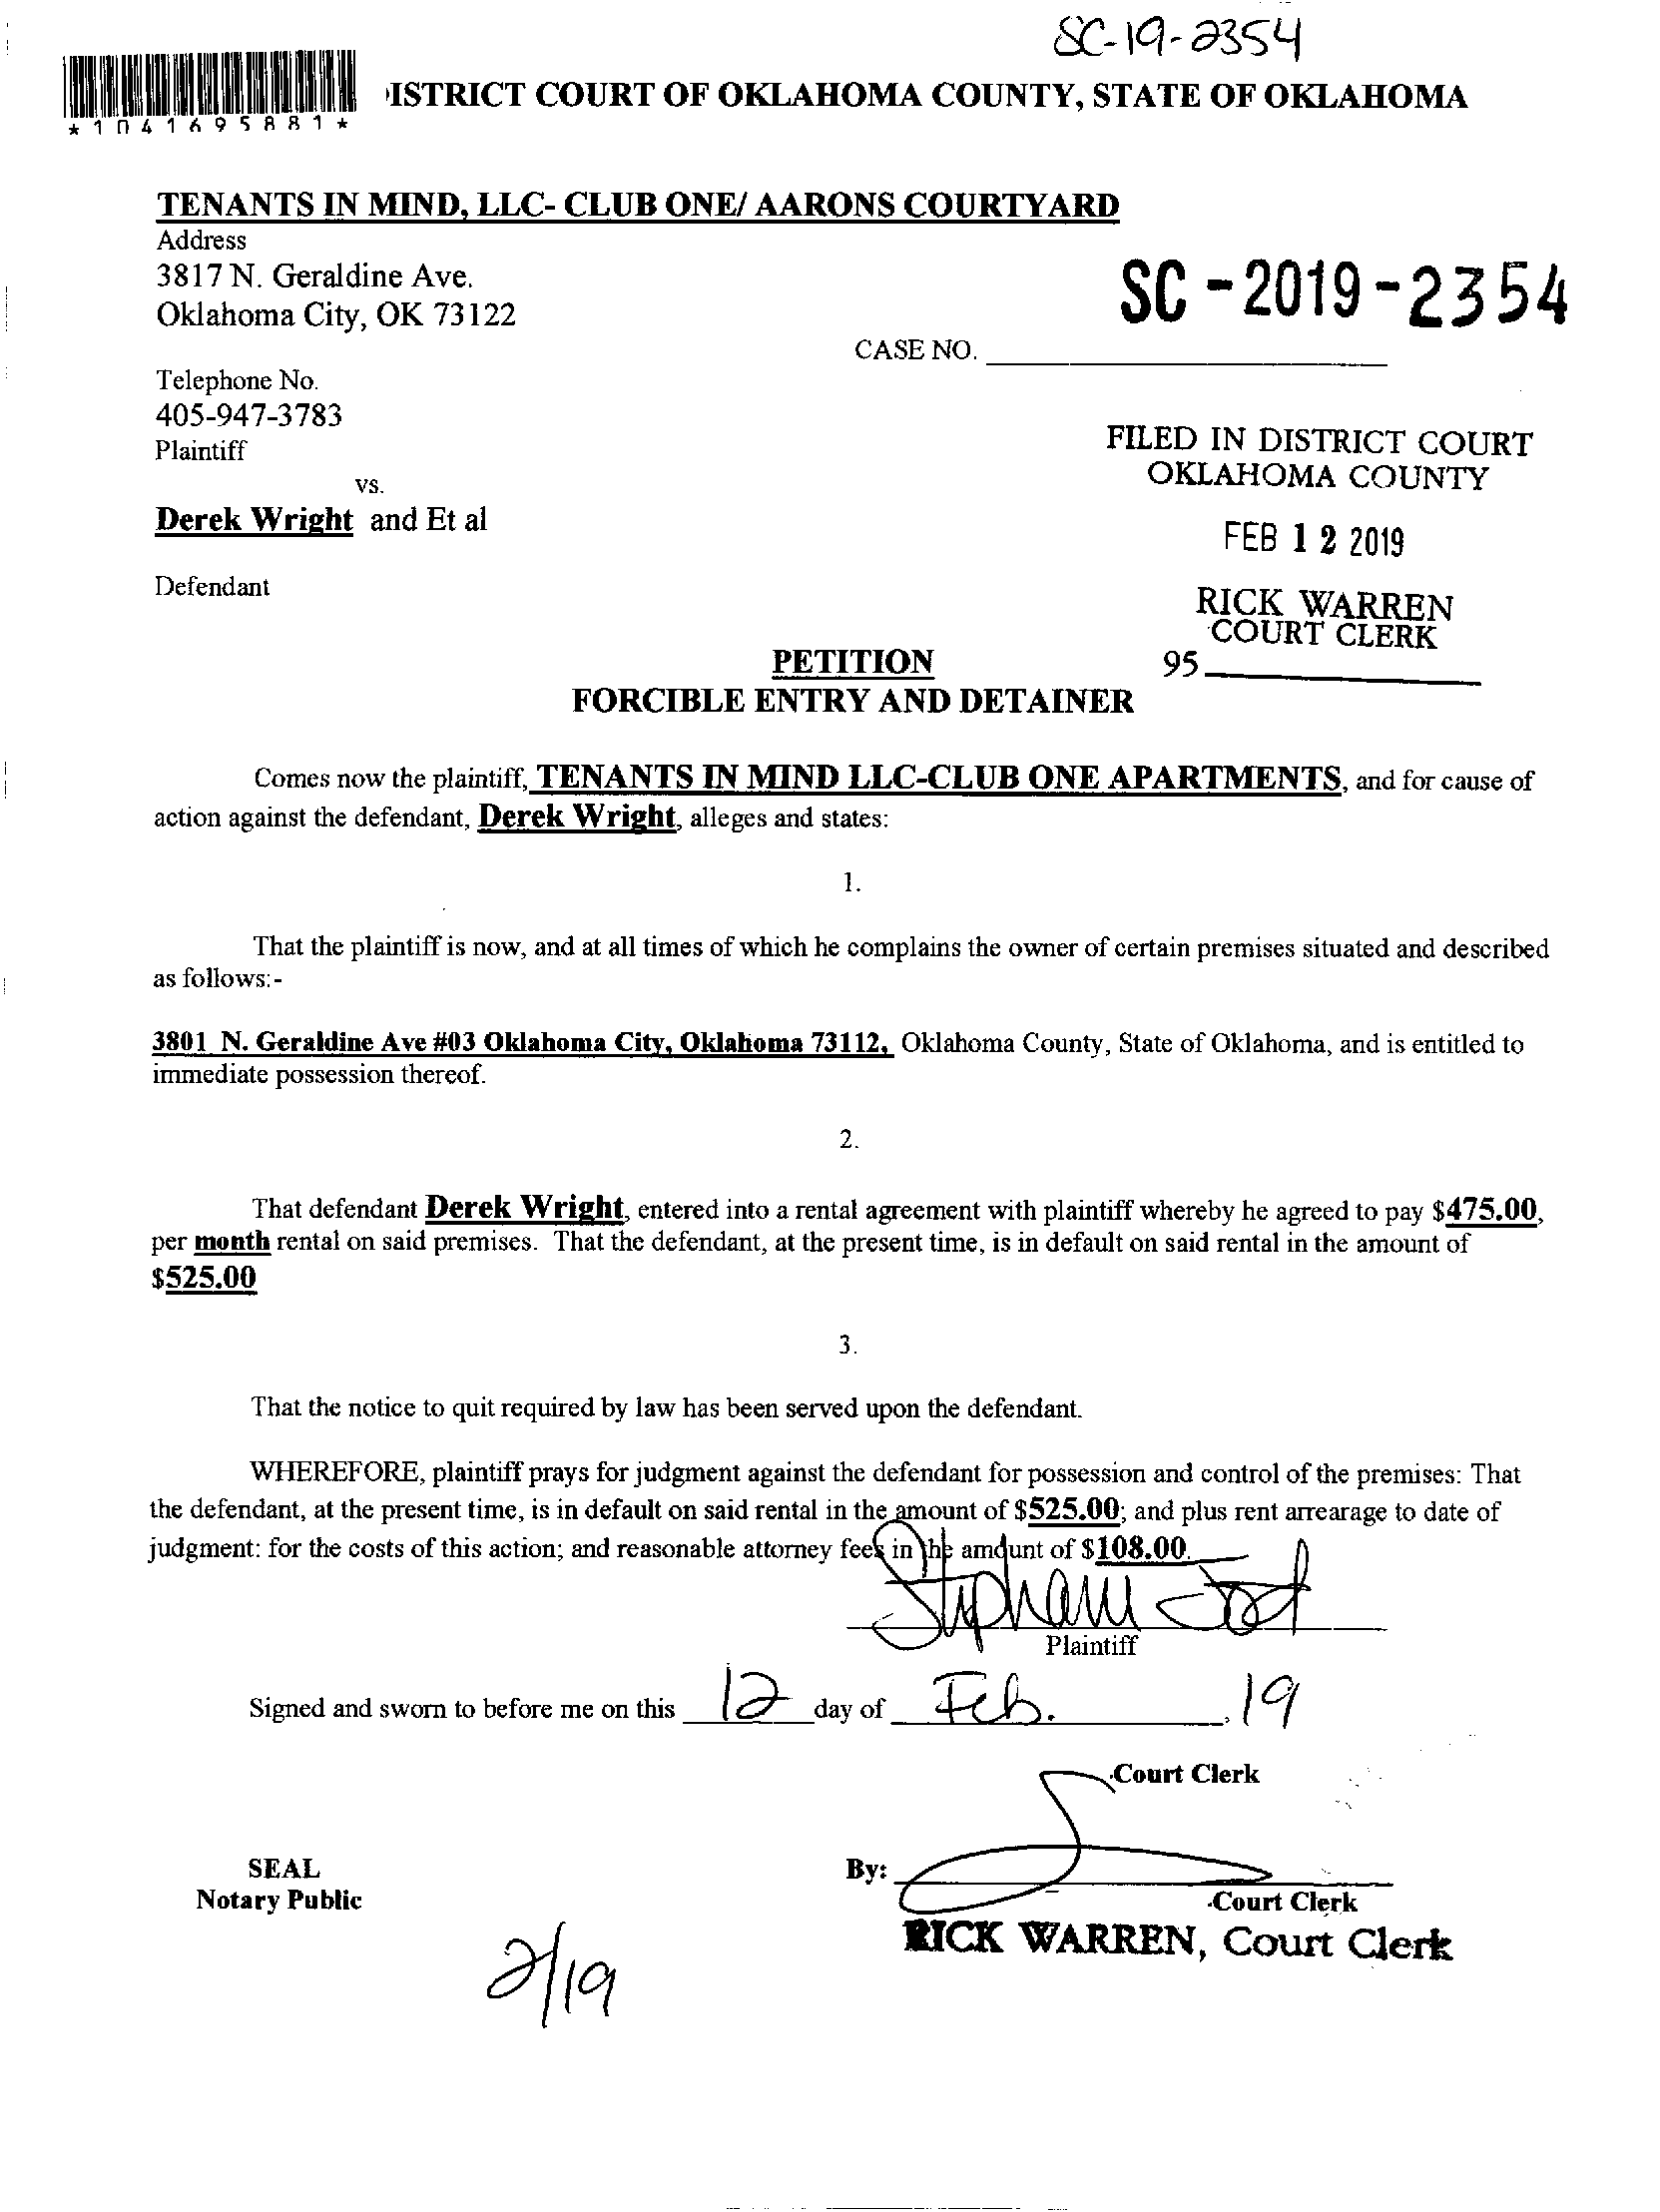 SC-19-2354
*1041695881*
ISTRICT COURT OF OKLAHOMA COUNTY, STATE OF OKLAHOMA
TENANTS IN MIND, LLC- CLUB ONE/ AARONS COURTYARD
Address
3817 N. Geraldine Ave.
Oklahoma City, OK 73122
SC-2019-2354
CASE NO.
Telephone No.
405-947-3783
Plaintiff
vs.
Derek Wright and Et al
Defendant
FILED IN DISTRICT COURT
OKLAHOMA COUNTY
FEB 12 2019
RICK WARREN
COURT CLERK
95
PETITION
FORCIBLE ENTRY AND DETAINER
Comes now the plaintiff, TENANTS IN MIND LLC-CLUB ONE APARTMENTS, and for cause of
action against the defendant, Derek Wright, alleges and states:
1.
That the plaintiff is now, and at all times of which he complains the owner of certain premises situated and described
as follows:-
3801 N. Geraldine Ave #03 Oklahoma City, Oklahoma 73112, Oklahoma County, State of Oklahoma, and is entitled to
immediate possession thereof.
2.
That defendant Derek Wright, entered into a rental agreement with plaintiff whereby he agreed to pay $475.00,
per month rental on said premises. That the defendant, at the present time, is in default on said rental in the amount of
$525.00
3.
That the notice to quit required by law has been served upon the defendant.
WHEREFORE, plaintiff prays for judgment against the defendant for possession and control of the premises: That
the defendant, at the present time, is in default on said rental in the amount of $525.00; and plus rent arrearage to date of
judgment: for the costs of this action; and reasonable attorney fees in the amount of $108.00.
Plaintiff
Signed and sworn to before me on this 12 day of Feb. , 19
Court Clerk
SEAL
Notary Public
By:
Court Clerk
RICK WARREN, Court Clerk
2/19